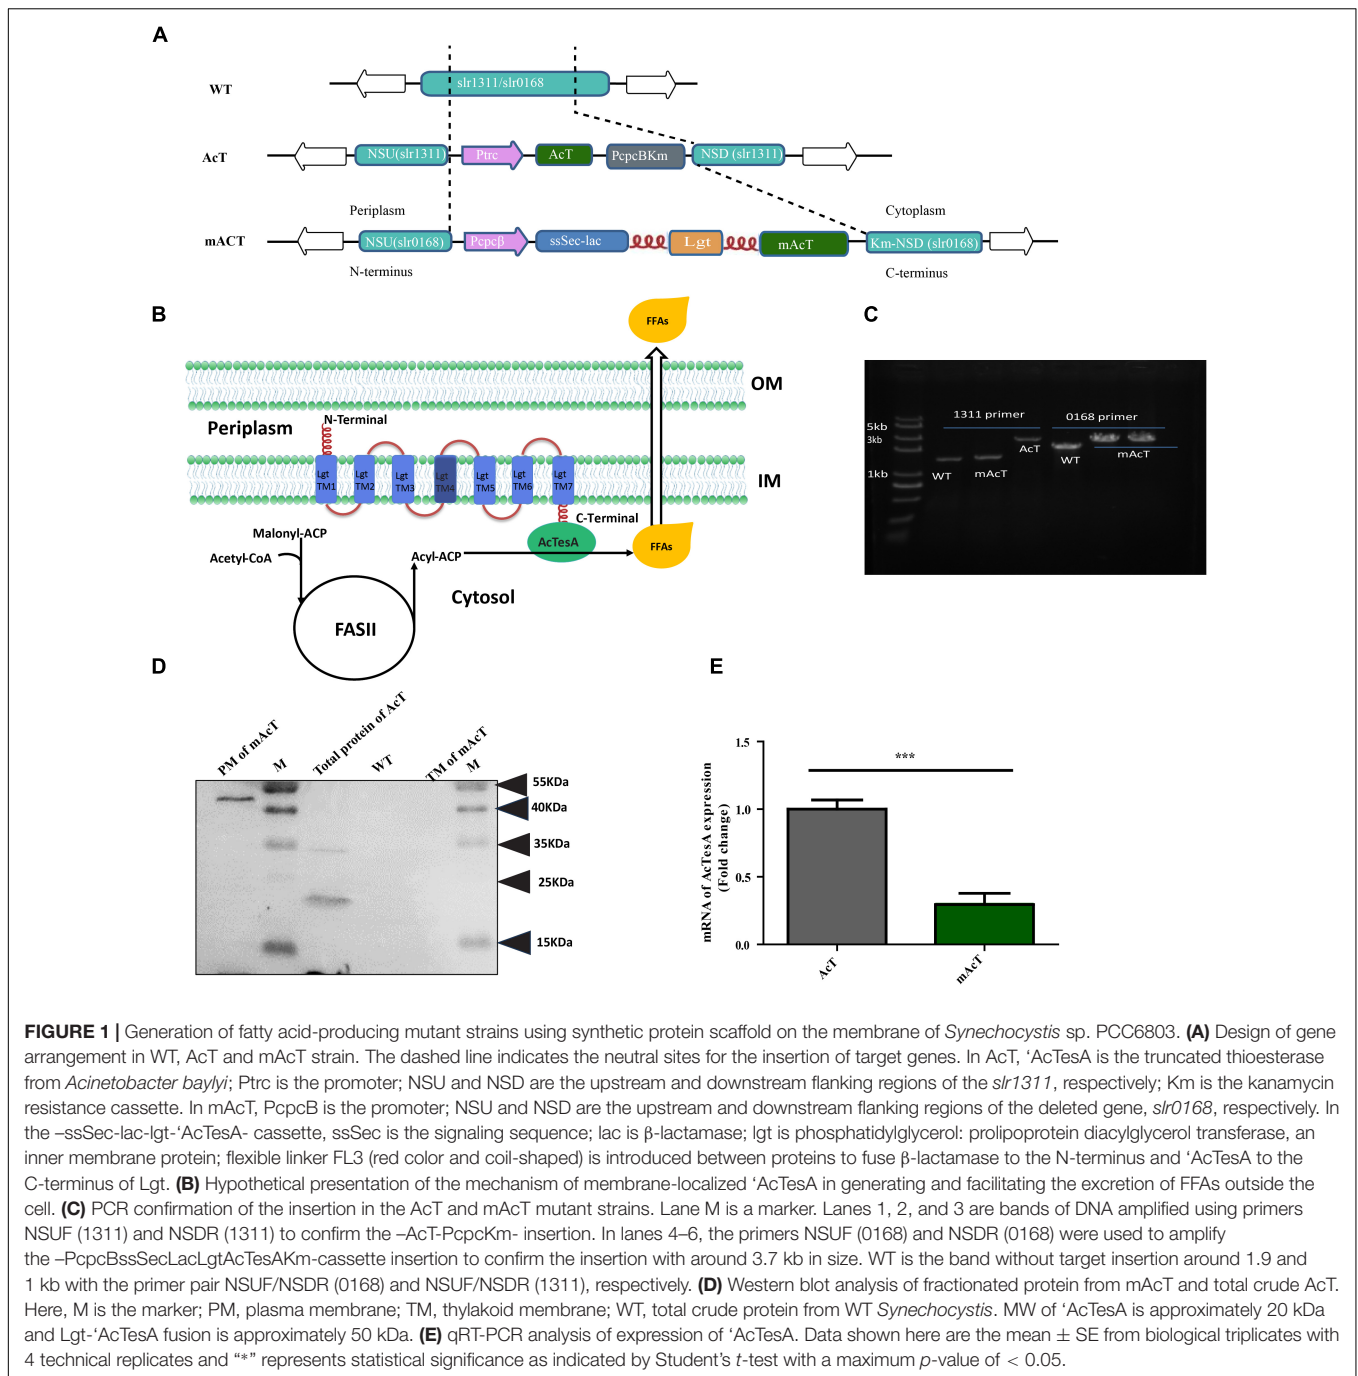 A
WT
slr1311/slr0168
AcT
NSU(slr1311)
Ptrc
AcT
PcpcBKm
NSD (slr1311)
Periplasm
Cytoplasm
mACT
NSU(slr0168)
Pcpcβ
ssSec-lac
Lgt
mAcT
Km-NSD (slr0168)
N-terminus
C-terminus
B
FFAs
OM
N-Terminal
Periplasm
Lgt TM1
Lgt TM2
Lgt TM3
Lgt TM4
Lgt TM5
Lgt TM6
Lgt TM7
IM
C-Terminal
Malonyl-ACP
Acetyl-CoA
Acyl-ACP
AcTesA
FFAs
Cytosol
FASII
C
1311 primer
0168 primer
5kb
3kb
1kb
WT
mAcT
AcT
WT
mAcT
D
PM of mAcT
M
Total protein of AcT
WT
TM of mAcT
M
55KDa
40KDa
35KDa
25KDa
15KDa
E
mRNA of AcTesA expression
(Fold change)
1.5
1.0
0.5
0.0
***
AcT
mAcT
FIGURE 1 | Generation of fatty acid-producing mutant strains using synthetic protein scaffold on the membrane of Synechocystis sp. PCC6803. (A) Design of gene
arrangement in WT, AcT and mAcT strain. The dashed line indicates the neutral sites for the insertion of target genes. In AcT, ‘AcTesA is the truncated thioesterase
from Acinetobacter baylyi; Ptrc is the promoter; NSU and NSD are the upstream and downstream flanking regions of the slr1311, respectively; Km is the kanamycin
resistance cassette. In mAcT, PcpcB is the promoter; NSU and NSD are the upstream and downstream flanking regions of the deleted gene, slr0168, respectively. In
the –ssSec-lac-lgt-‘AcTesA- cassette, ssSec is the signaling sequence; lac is β-lactamase; lgt is phosphatidylglycerol: prolipoprotein diacylglycerol transferase, an
inner membrane protein; flexible linker FL3 (red color and coil-shaped) is introduced between proteins to fuse β-lactamase to the N-terminus and ‘AcTesA to the
C-terminus of Lgt. (B) Hypothetical presentation of the mechanism of membrane-localized ‘AcTesA in generating and facilitating the excretion of FFAs outside the
cell. (C) PCR confirmation of the insertion in the AcT and mAcT mutant strains. Lane M is a marker. Lanes 1, 2, and 3 are bands of DNA amplified using primers
NSUF (1311) and NSDR (1311) to confirm the –AcT-PcpcKm- insertion. In lanes 4–6, the primers NSUF (0168) and NSDR (0168) were used to amplify
the –PcpcBssSecLacLgtAcTesAKm-cassette insertion to confirm the insertion with around 3.7 kb in size. WT is the band without target insertion around 1.9 and
1 kb with the primer pair NSUF/NSDR (0168) and NSUF/NSDR (1311), respectively. (D) Western blot analysis of fractionated protein from mAcT and total crude AcT.
Here, M is the marker; PM, plasma membrane; TM, thylakoid membrane; WT, total crude protein from WT Synechocystis. MW of ‘AcTesA is approximately 20 kDa
and Lgt-‘AcTesA fusion is approximately 50 kDa. (E) qRT-PCR analysis of expression of ‘AcTesA. Data shown here are the mean ± SE from biological triplicates with
4 technical replicates and “*” represents statistical significance as indicated by Student’s t-test with a maximum p-value of < 0.05.